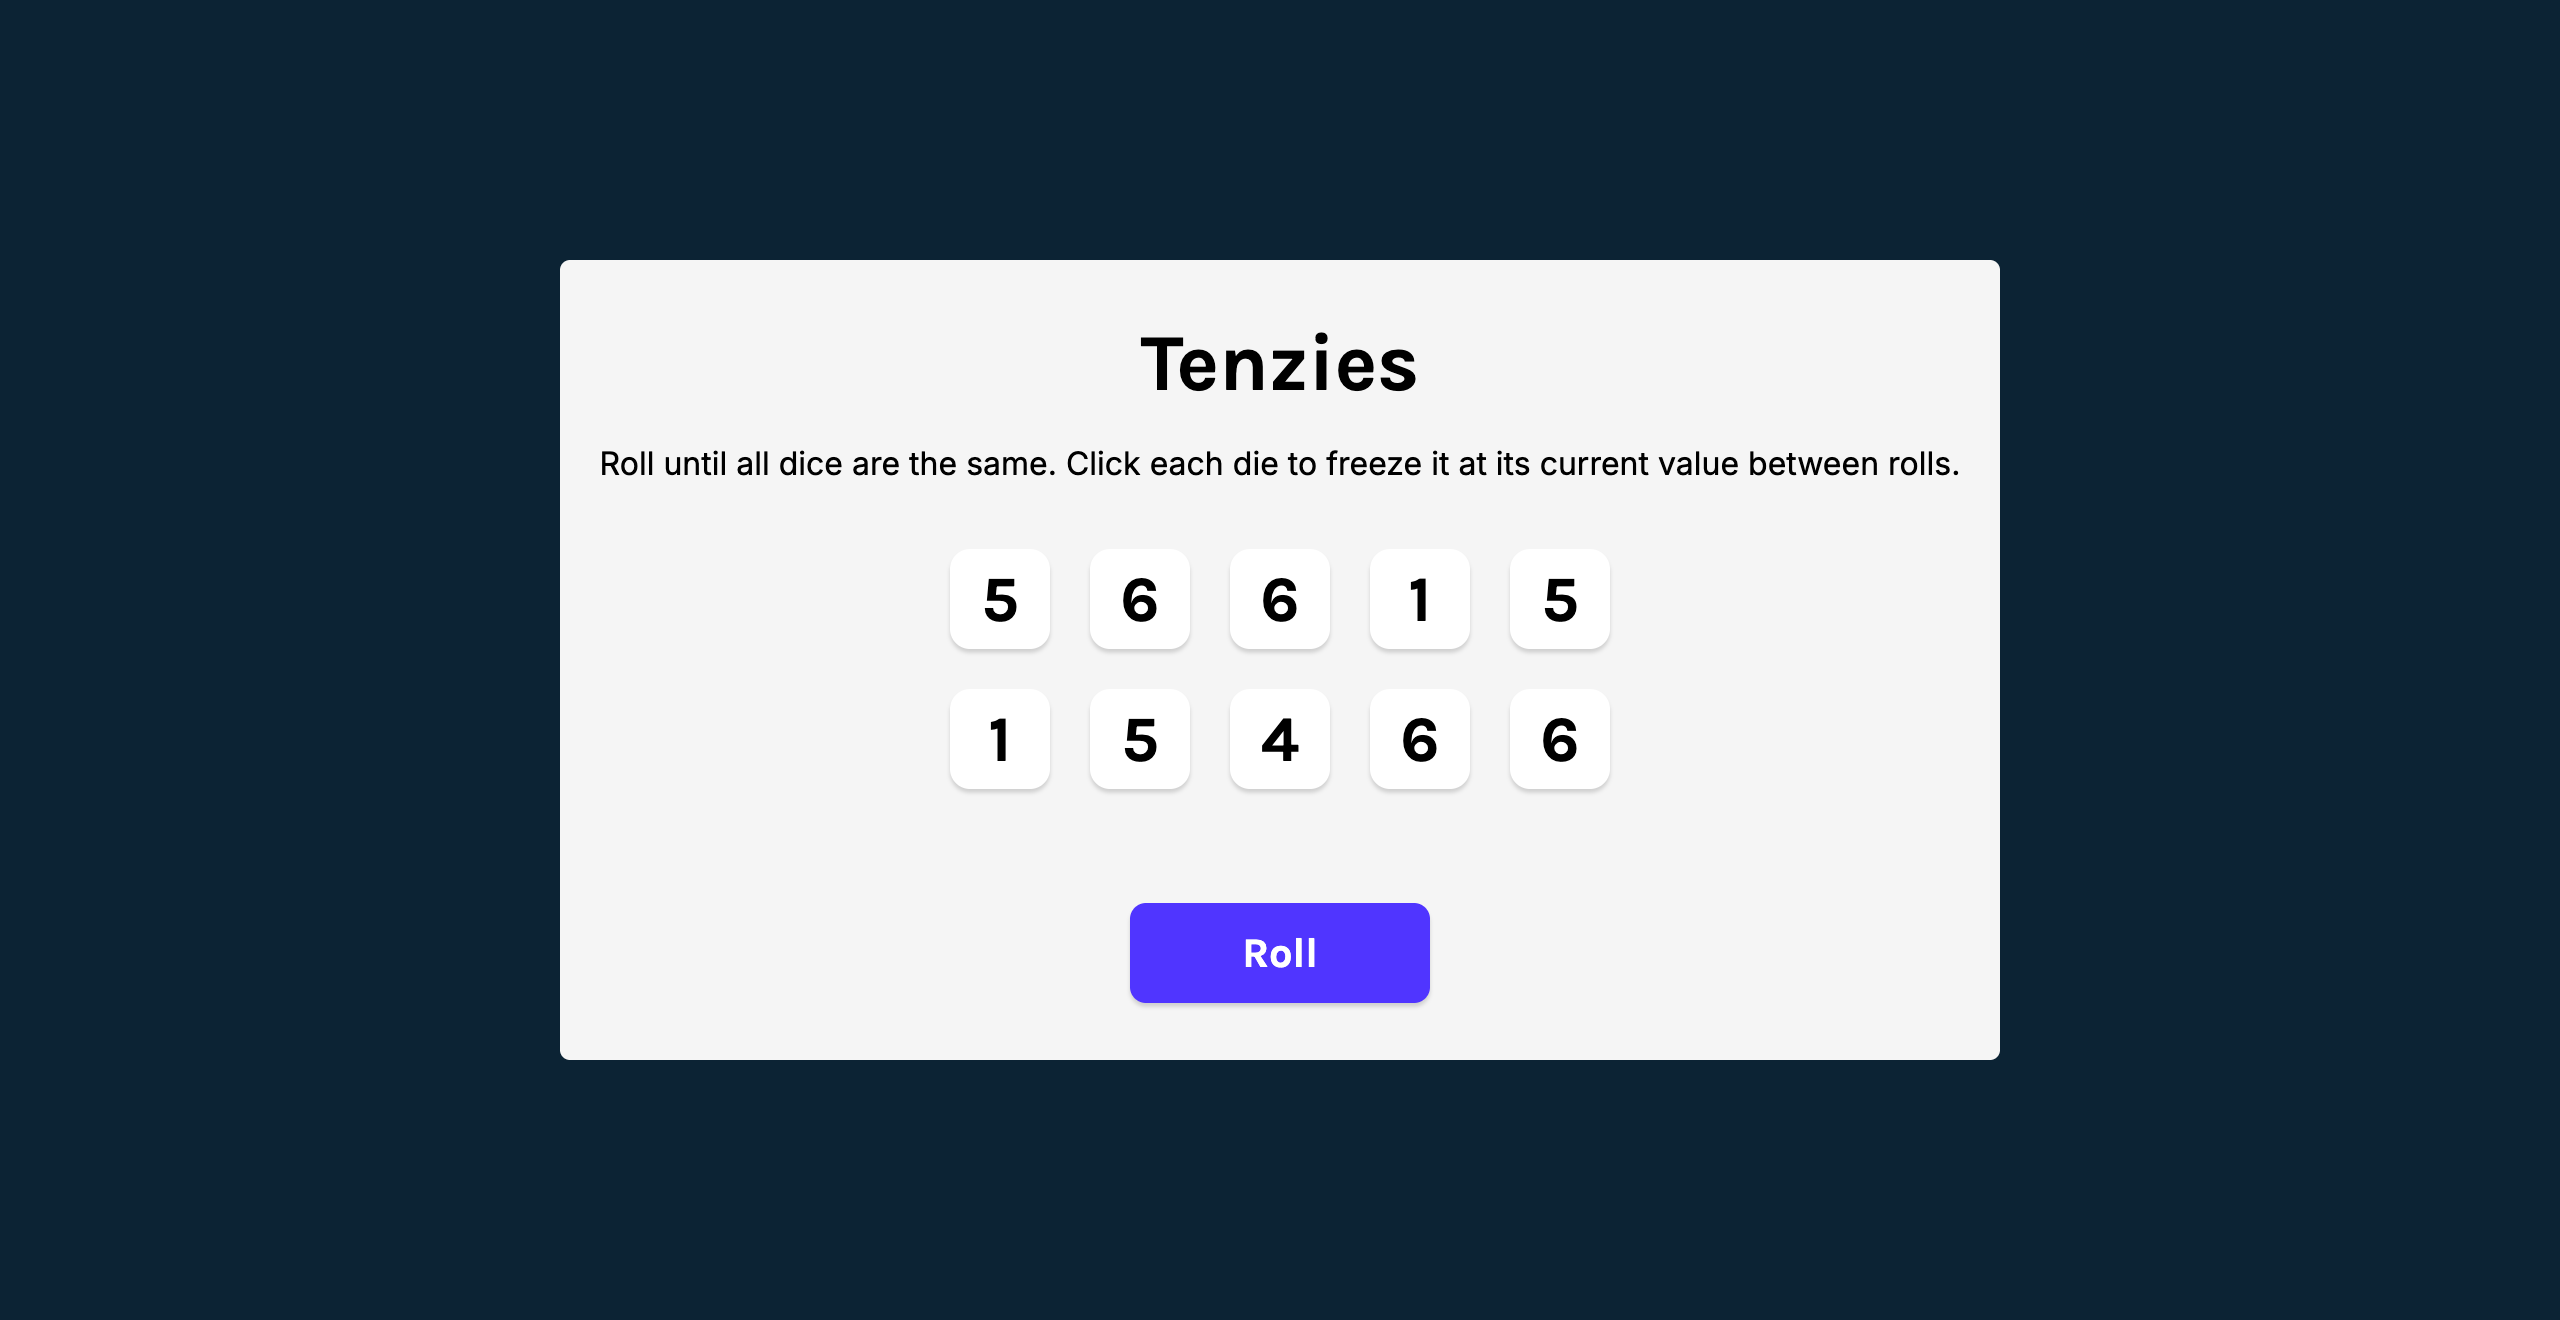 Tenzies
Roll until all dice are the same. Click each die to freeze it at its current value between rolls.
5 6 6 1 5
1 5 4 6 6
Roll